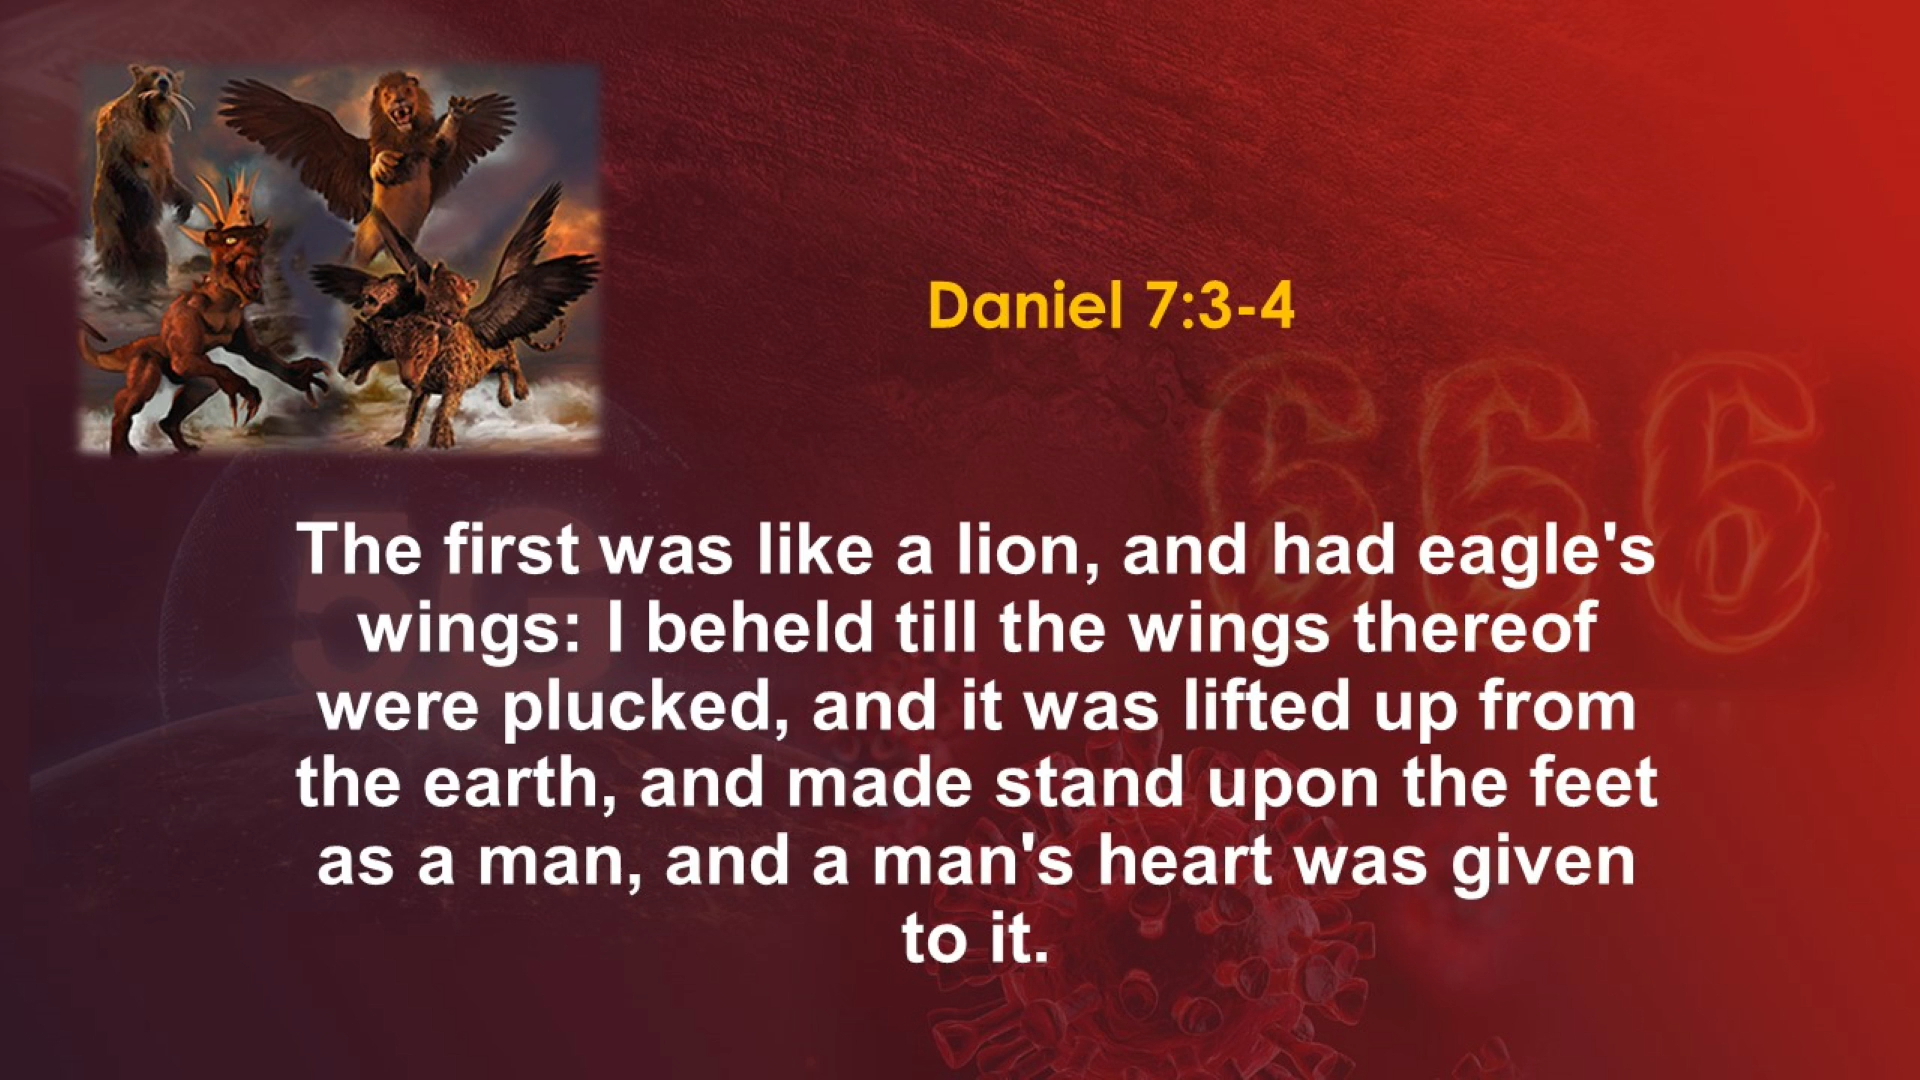 Daniel 7:3-4
666
The first was like a lion, and had eagle's
wings: I beheld till the wings thereof
were plucked, and it was lifted up from
the earth, and made stand upon the feet
as a man, and a man's heart was given
to it.
5G